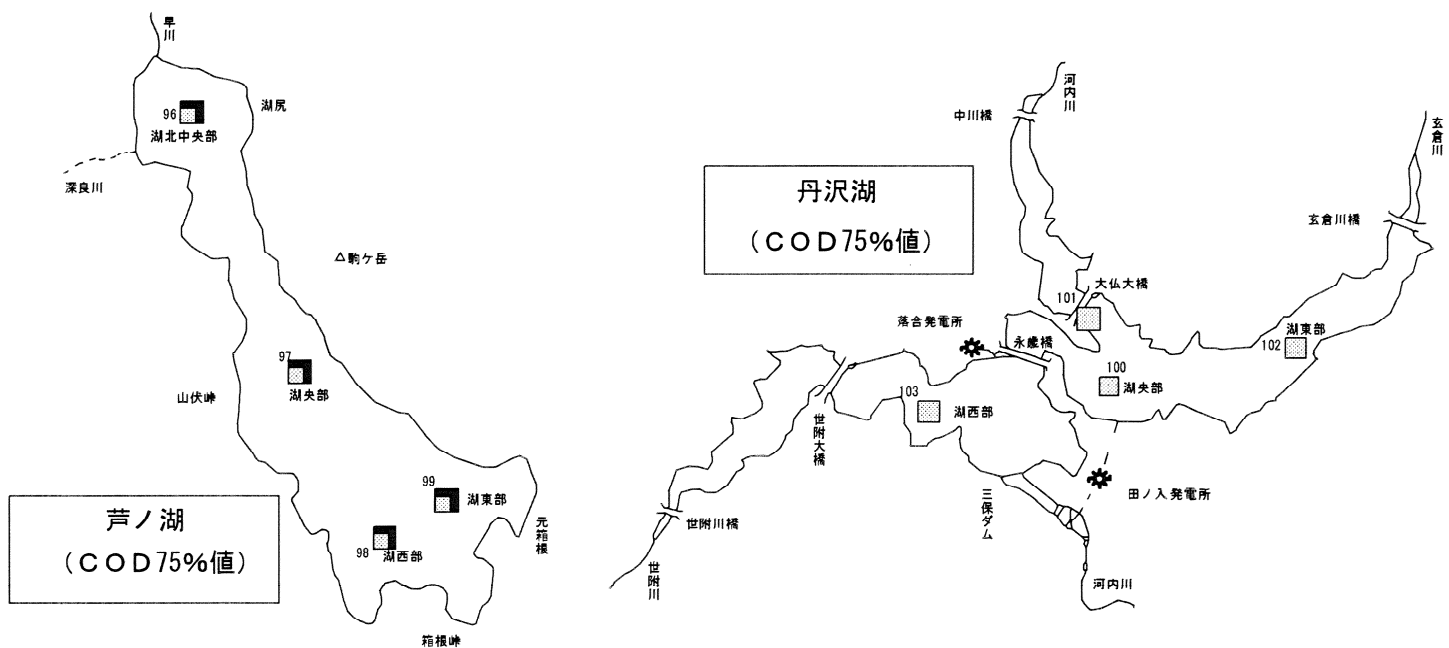 早川
96
湖北中央部
湖尻
深良川
駒ケ岳
97
湖央部
山伏峠
99
湖東部
98
湖西部
元箱根
箱根峠
芦ノ湖
(COD75%値)
丹沢湖
(COD75%値)
河内川
中川橋
玄倉川
玄倉川橋
101
大仏大橋
落合発電所
永歳橋
湖東部
102
100
湖央部
103
湖西部
世附大橋
三保ダム
田ノ入発電所
世附川橋
世附川
河内川